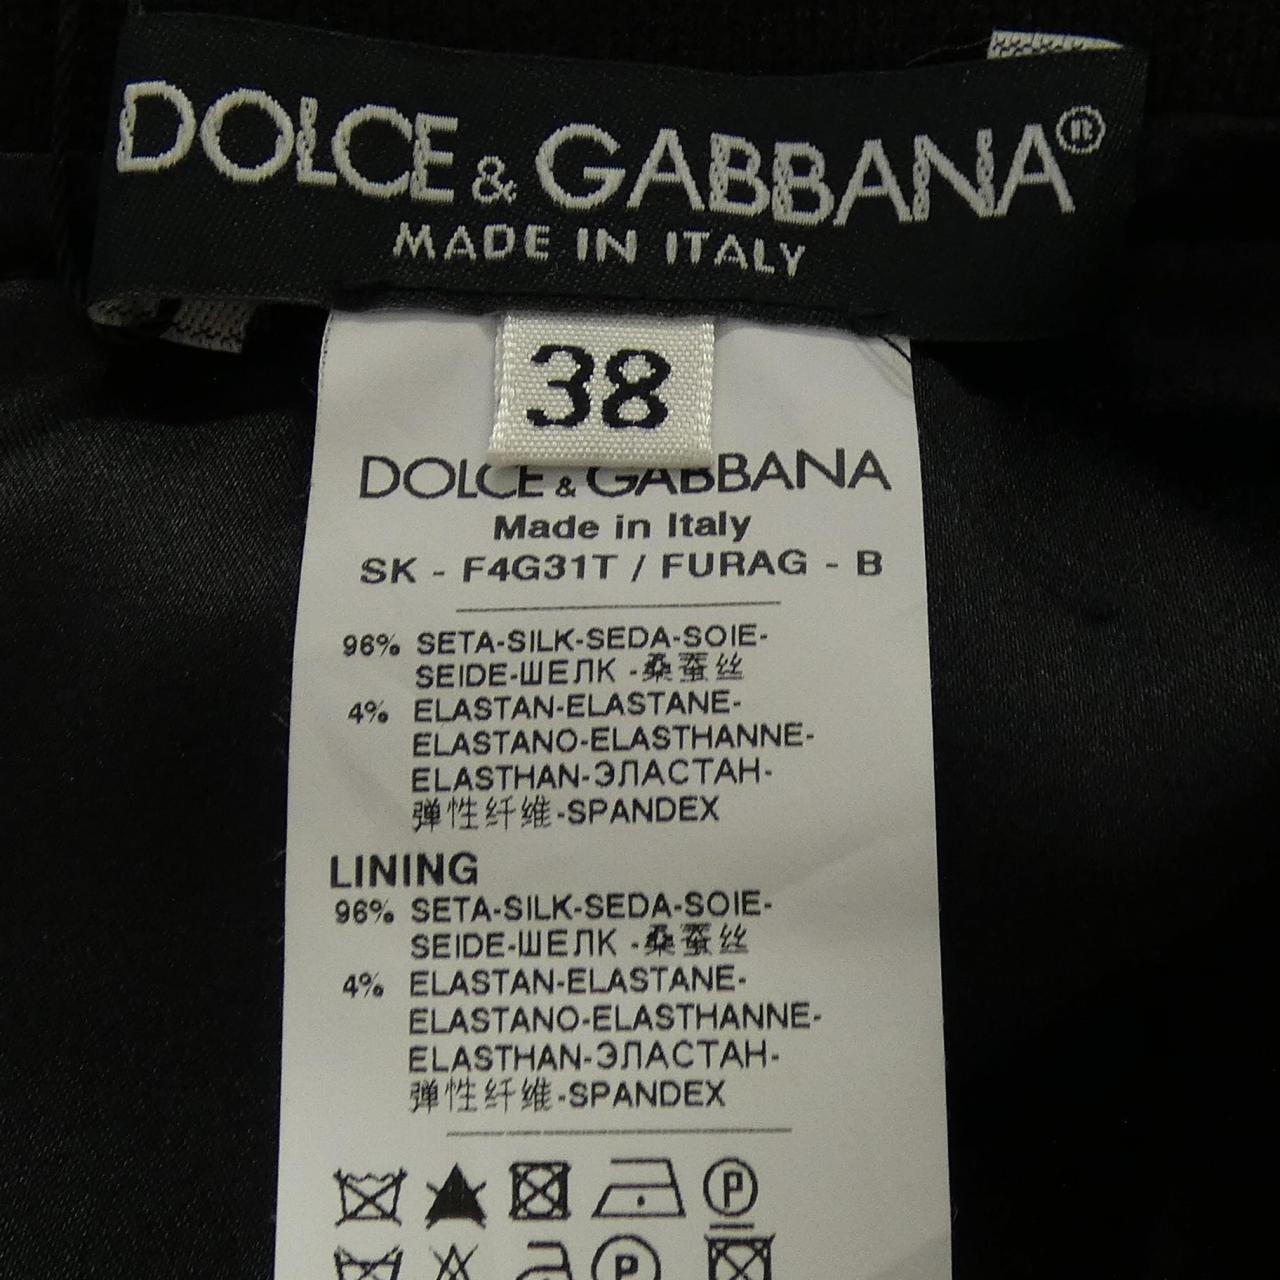 DOLCE & GABBANA®
MADE IN ITALY
38
DOLCE & GABBANA
Made in Italy
SK - F4G31T / FURAG - B
96% SETA-SILK-SEDA-SOIE-
SEIDE-ШЕЛК -桑蚕丝
4% ELASTAN-ELASTANE-
ELASTANO-ELASTHANNE-
ELASTHAN-ЭЛАСТАН-
弹性纤维-SPANDEX
LINING
96% SETA-SILK-SEDA-SOIE-
SEIDE-ШЕЛК -桑蚕丝
4% ELASTAN-ELASTANE-
ELASTANO-ELASTHANNE-
ELASTHAN-ЭЛАСТАН-
弹性纤维-SPANDEX
P
P